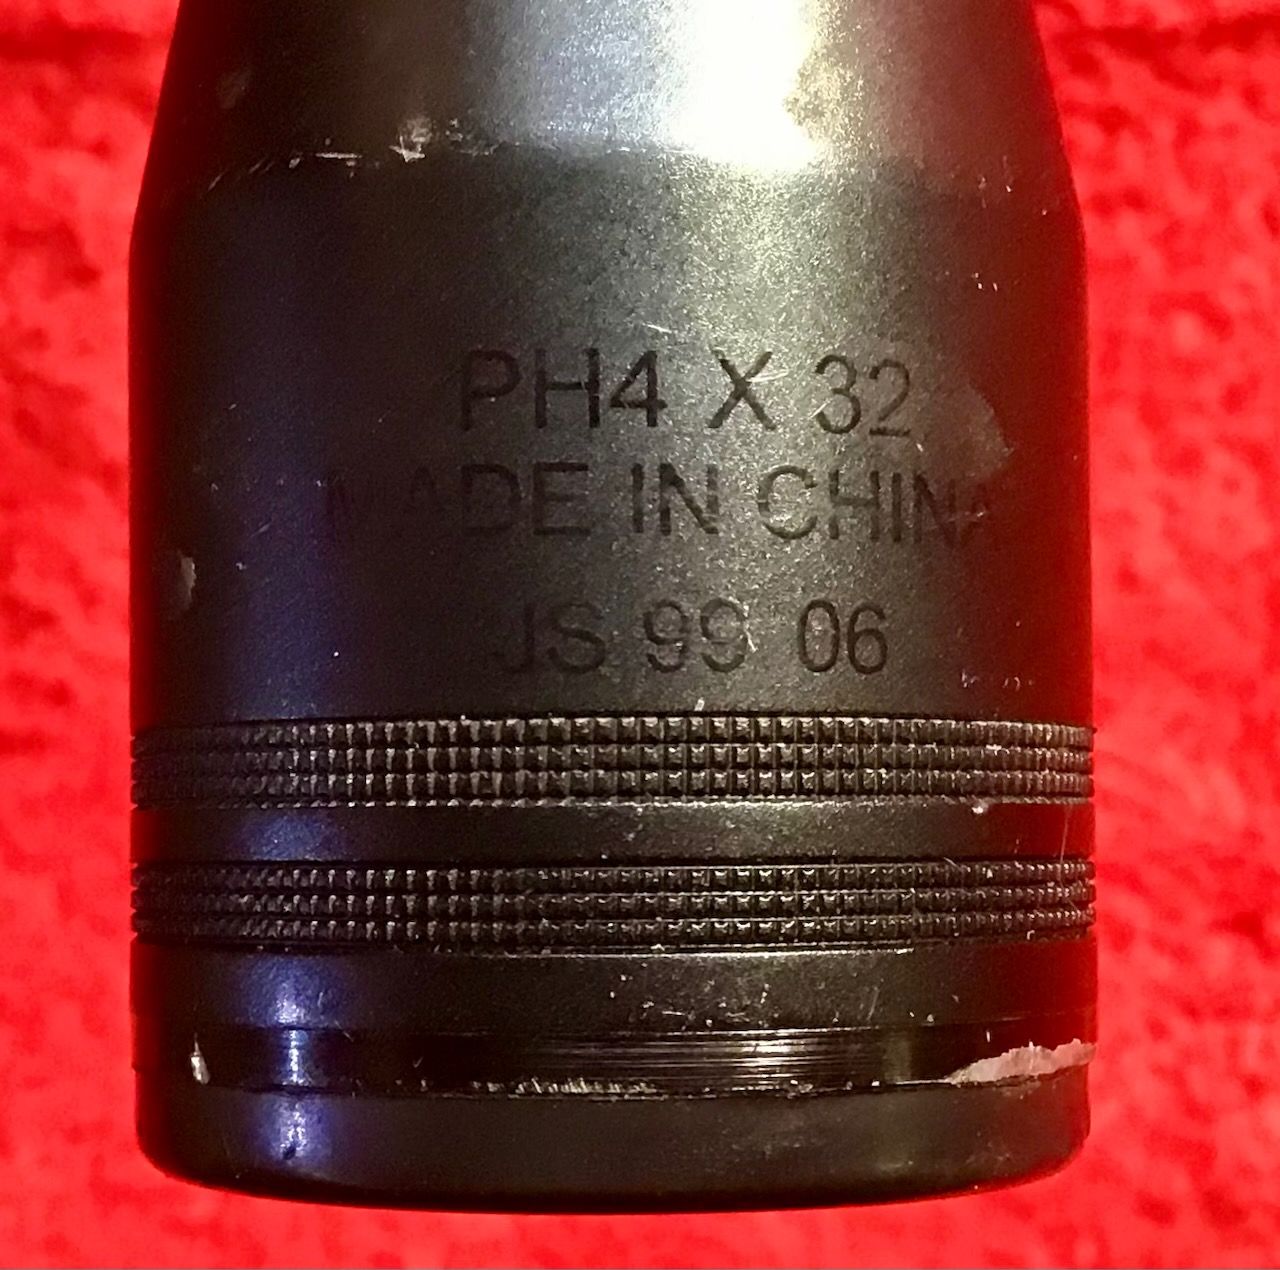 PH4 X 32
MADE IN CHINA
JS 99 06